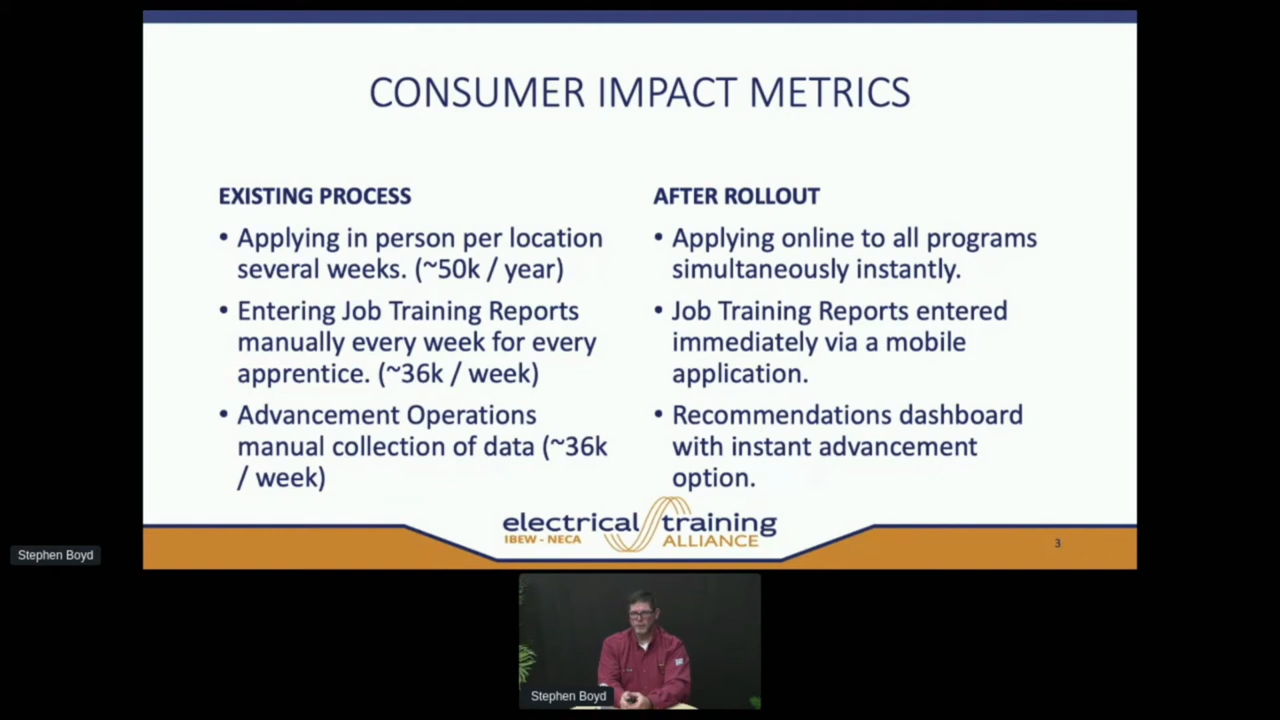 CONSUMER IMPACT METRICS
EXISTING PROCESS
• Applying in person per location
several weeks. (~50k / year)
• Entering Job Training Reports
manually every week for every
apprentice. (~36k / week)
• Advancement Operations
manual collection of data (~36k
/ week)
AFTER ROLLOUT
• Applying online to all programs
simultaneously instantly.
• Job Training Reports entered
immediately via a mobile
application.
• Recommendations dashboard
with instant advancement
option.
electrical training
IBEW - NECA ALLIANCE
3
Stephen Boyd
Stephen Boyd